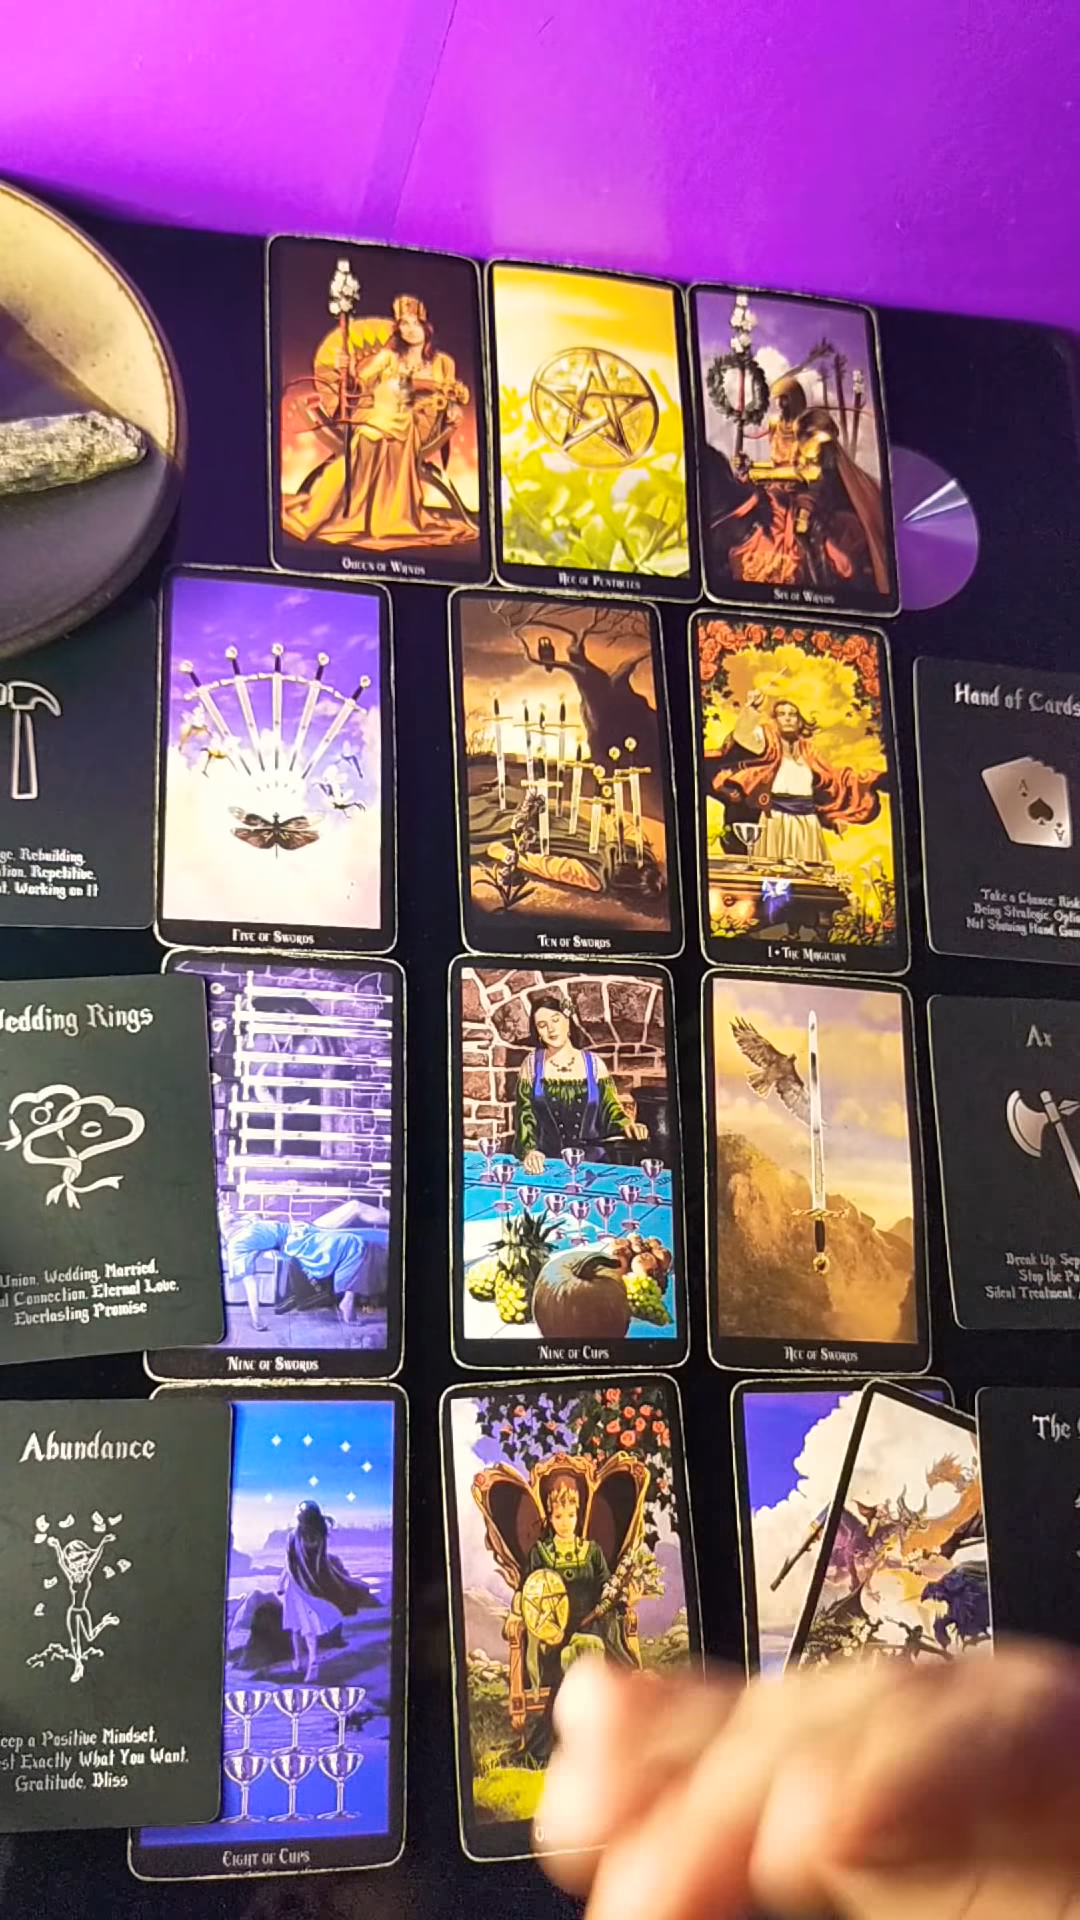 Queen of Wands
Ace of Pentacles
Six of Wands
Five of Swords
Ten of Swords
I • The Magician
Rebuilding,
Repetitive,
Working on It
Hand of Cards
Take a Chance, Risk
Being Strategic,
Not Showing Hand,
Wedding Rings
Union, Wedding, Married,
Connection, Eternal Love,
Everlasting Promise
Nine of Swords
Nine of Cups
Ace of Swords
Ax
Break Up,
Stop the
Silent Treatment,
Abundance
Keep a Positive Mindset,
Exactly What You Want,
Gratitude, Bliss
Eight of Cups
The